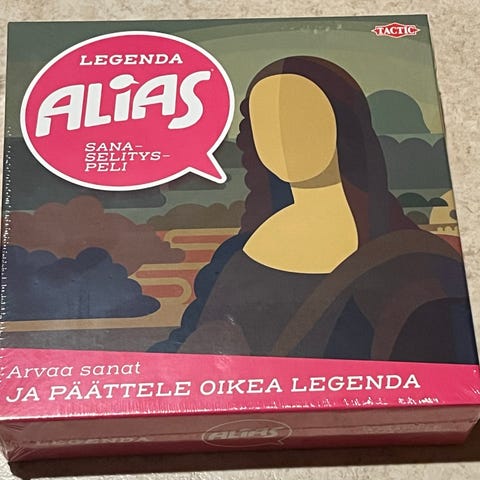 TACTIC
LEGENDA
ALiAS
SANA-
SELITYS-
PELI
Arvaa sanat
JA PÄÄTTELE OIKEA LEGENDA
LEGENDA
ALiAS